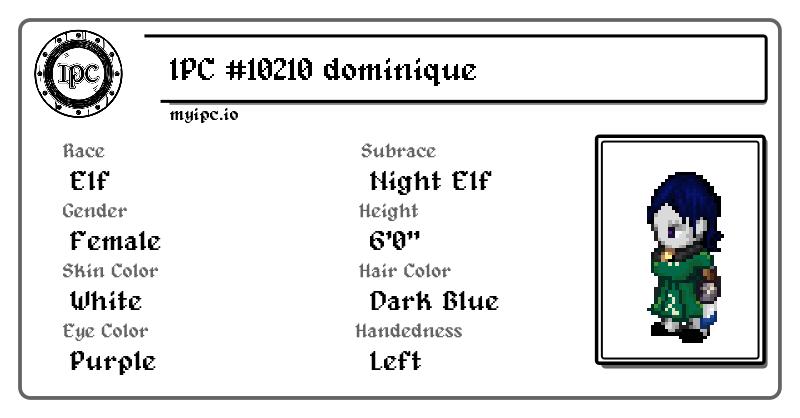 IPC
IPC #10210 dominique
myipc.io
Race
Elf
Subrace
Night Elf
Gender
Female
Height
6'0"
Skin Color
White
Hair Color
Dark Blue
Eye Color
Purple
Handedness
Left